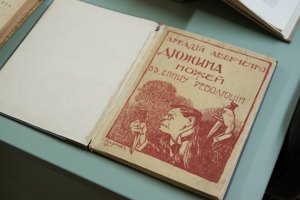 АРКАДІЙ АВЕРЧЕНКО
ДЮЖИНА
НОЖЕЙ
ВЪ СПИНУ РЕВОЛЮЦІИ